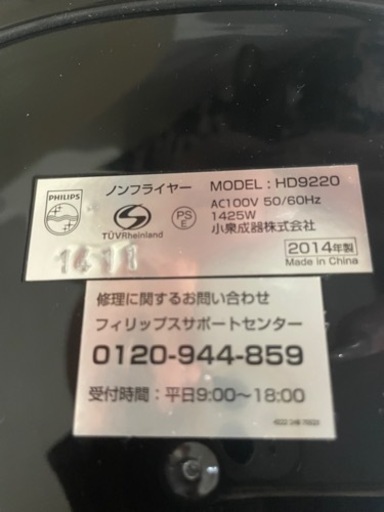 PHILIPS
ノンフライヤー MODEL : HD9220
AC100V 50/60Hz
1425W
小泉成器株式会社
TÜVRheinland
PS
E
2014年製
Made in China
1411
修理に関するお問い合わせ
フィリップスサポートセンター
0120-944-859
受付時間：平日9:00～18:00